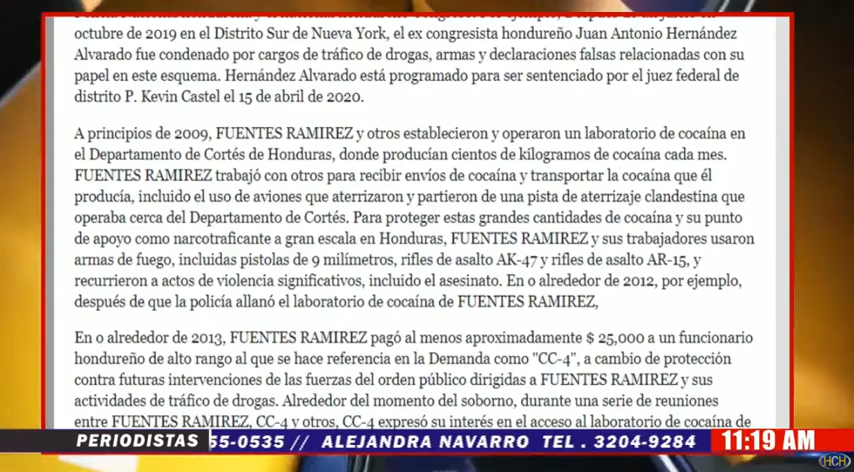 octubre de 2019 en el Distrito Sur de Nueva York, el ex congresista hondureño Juan Antonio Hernández
Alvarado fue condenado por cargos de tráfico de drogas, armas y declaraciones falsas relacionadas con su
papel en este esquema. Hernández Alvarado está programado para ser sentenciado por el juez federal de
distrito P. Kevin Castel el 15 de abril de 2020.
A principios de 2009, FUENTES RAMIREZ y otros establecieron y operaron un laboratorio de cocaína en
el Departamento de Cortés de Honduras, donde producían cientos de kilogramos de cocaína cada mes.
FUENTES RAMIREZ trabajó con otros para recibir envíos de cocaína y transportar la cocaína que él
producía, incluido el uso de aviones que aterrizaron y partieron de una pista de aterrizaje clandestina que
operaba cerca del Departamento de Cortés. Para proteger estas grandes cantidades de cocaína y su punto
de apoyo como narcotraficante a gran escala en Honduras, FUENTES RAMIREZ y sus trabajadores usaron
armas de fuego, incluidas pistolas de 9 milímetros, rifles de asalto AK-47 y rifles de asalto AR-15, y
recurrieron a actos de violencia significativos, incluido el asesinato. En o alrededor de 2012, por ejemplo,
después de que la policía allanó el laboratorio de cocaína de FUENTES RAMIREZ,
En o alrededor de 2013, FUENTES RAMIREZ pagó al menos aproximadamente $ 25,000 a un funcionario
hondureño de alto rango al que se hace referencia en la Demanda como "CC-4", a cambio de protección
contra futuras intervenciones de las fuerzas del orden público dirigidas a FUENTES RAMIREZ y sus
actividades de tráfico de drogas. Alrededor del momento del soborno, durante una serie de reuniones
entre FUENTES RAMIREZ, CC-4 y otros, CC-4 expresó su interés en el acceso al laboratorio de cocaína de
PERIODISTAS 55-0535 // ALEJANDRA NAVARRO TEL . 3204-9284 11:19 AM
HCH